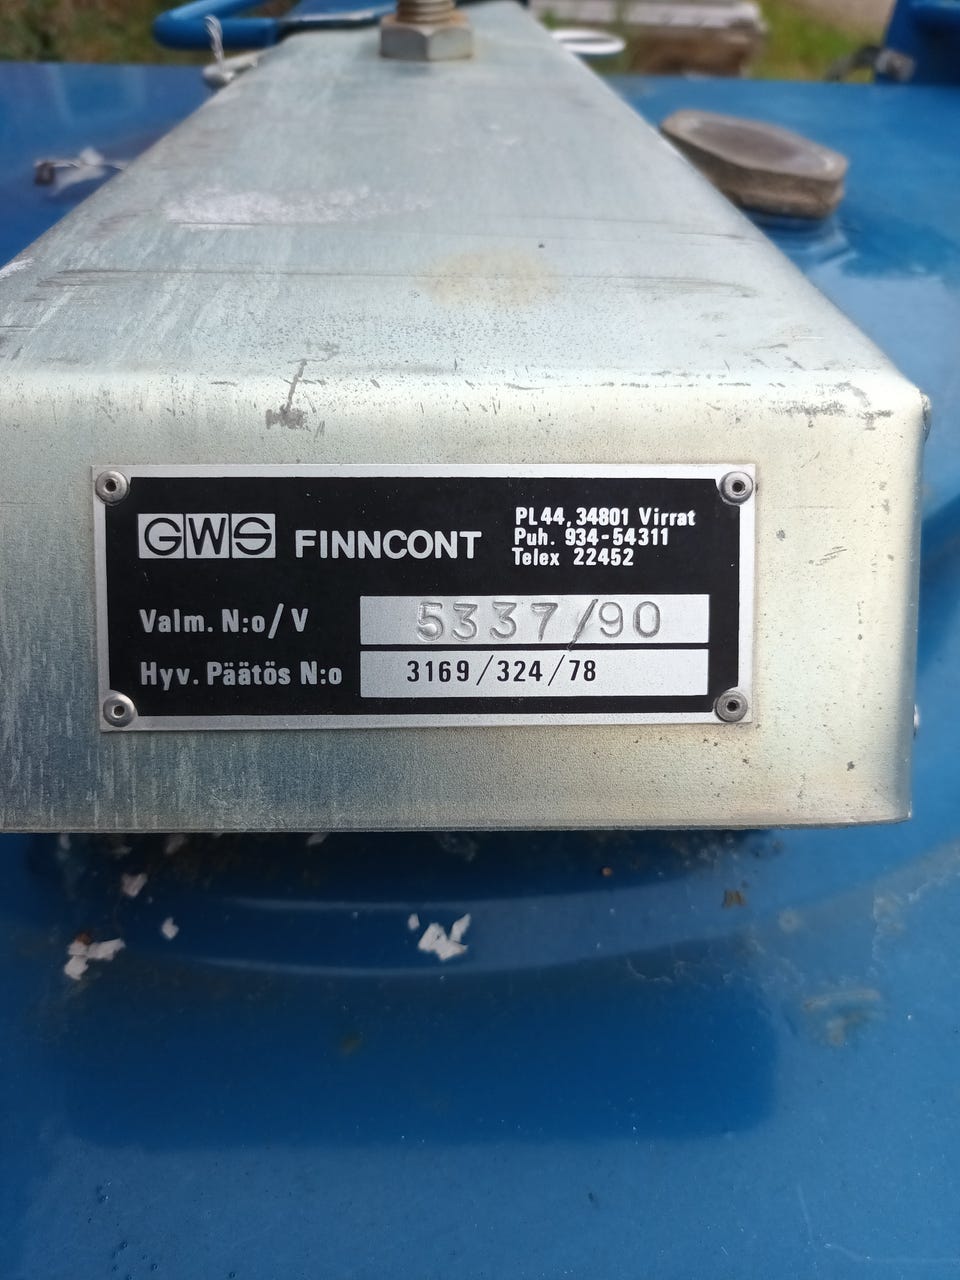 GWS FINNCONT
PL44, 34801 Virrat
Puh. 934-54311
Telex 22452
Valm. N:o/V 5337/90
Hyv. Päätös N:o 3169/324/78